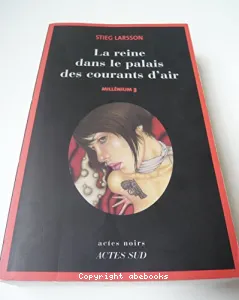 STIEG LARSSON
La reine
dans le palais
des courants d'air
MILLÉNIUM 3
actes noirs
ACTES SUD
Copyright abebooks